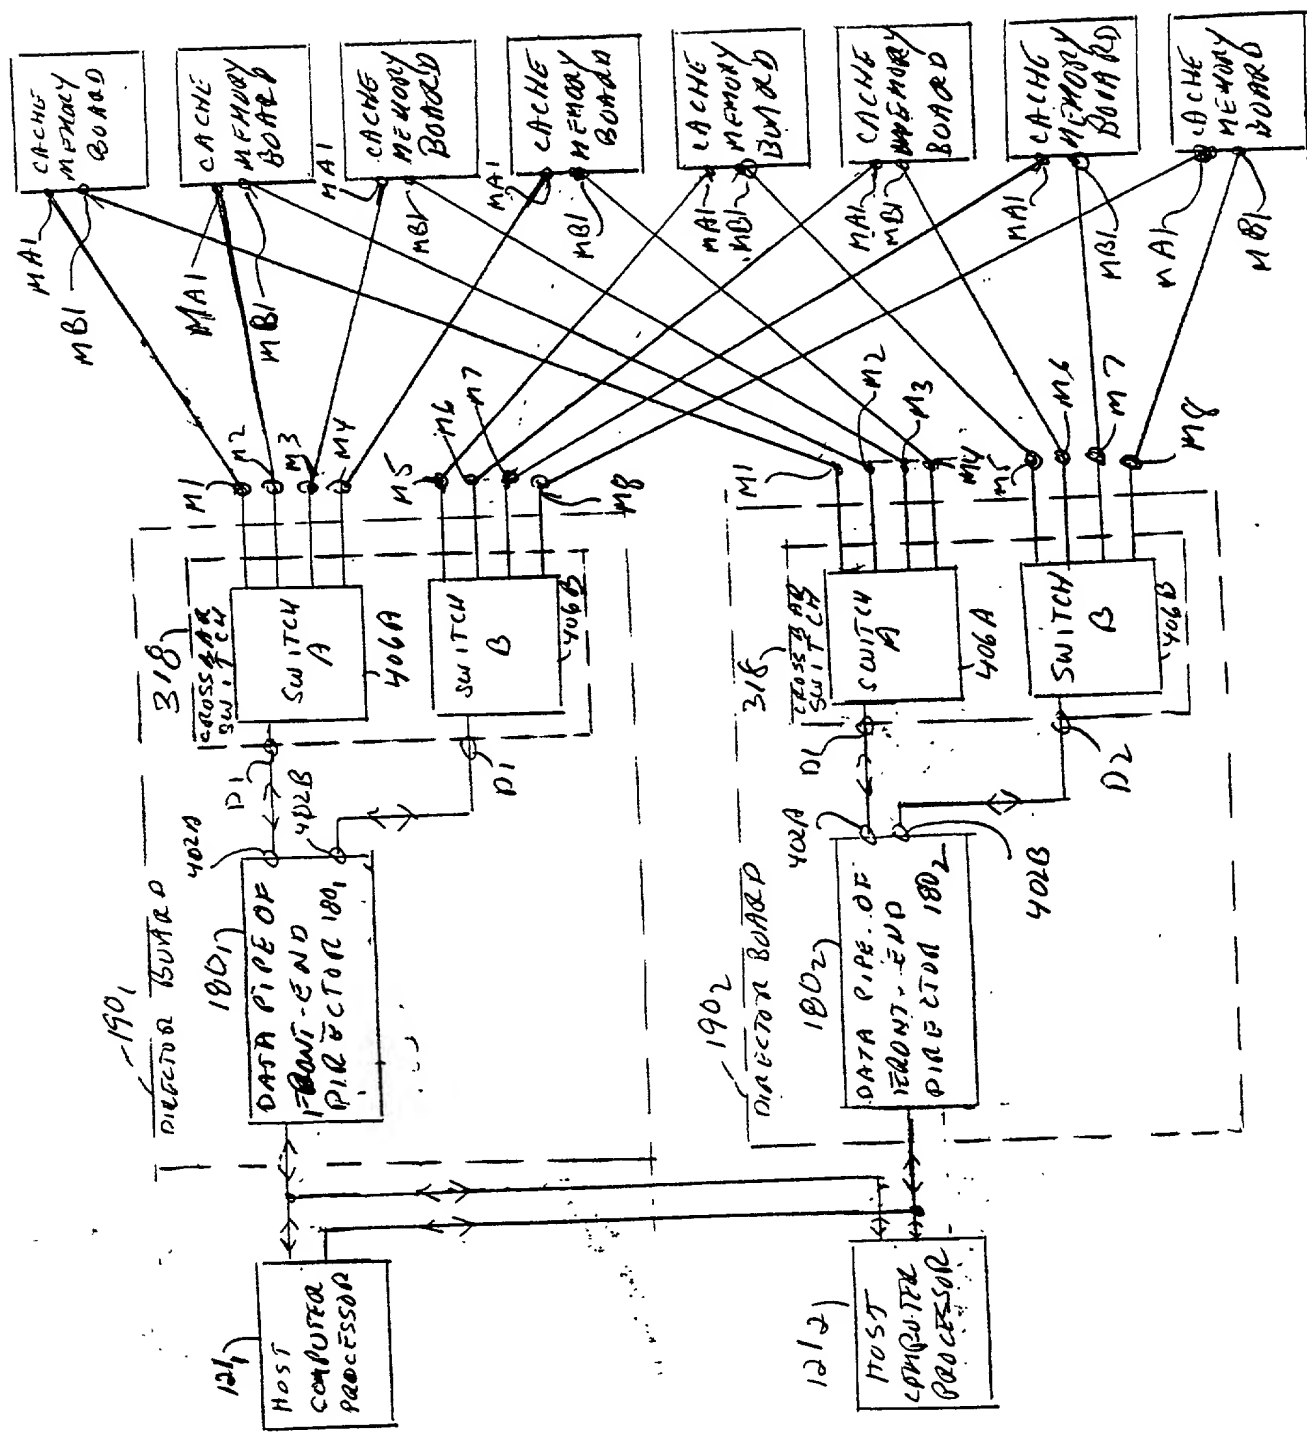 CACHE
MEMORY
BOARD
CACHE
MEMORY
BOARD
CACHE
MEMORY
BOARD
CACHE
MEMORY
BOARD
CACHE
MEMORY
BOARD
CACHE
MEMORY
BOARD
CACHE
MEMORY
BOARD
CACHE
MEMORY
BOARD
MA1
MB1
MA1
MB1
MA1
MB1
MA1
MB1
MA1
MB1
MA1
MB1
MA1
MB1
MA1
MB1
M1
M2
M3
M4
M5
M6
M7
M8
M1
M2
M3
M4
M5
M6
M7
M8
318
CROSSBAR
SWITCH
SWITCH
A
406A
SWITCH
B
406B
D1
D1
402A
402B
318
CROSSBAR
SWITCH
SWITCH
A
406A
SWITCH
B
406B
D1
D2
402A
402B
190₁
DIRECTOR BOARD
180₁
DATA PIPE OF
FRONT-END
DIRECTOR 180₁
190₂
DIRECTOR BOARD
180₂
DATA PIPE OF
FRONT-END
DIRECTOR 180₂
121₁
HOST
COMPUTER
PROCESSOR
121₂
HOST
COMPUTER
PROCESSOR